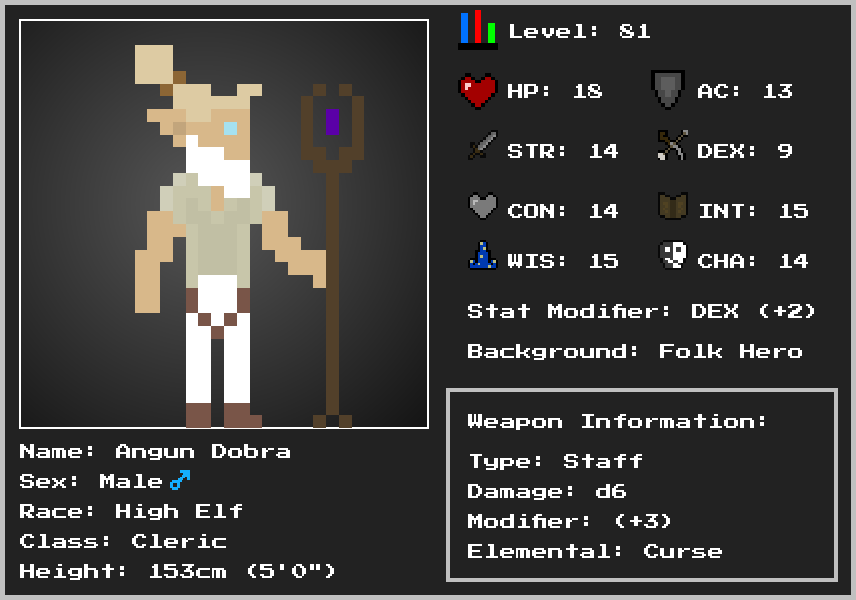 Level: 81
HP: 18 AC: 13
STR: 14 DEX: 9
CON: 14 INT: 15
WIS: 15 CHA: 14
Stat Modifier: DEX (+2)
Background: Folk Hero
Weapon Information:
Type: Staff
Damage: d6
Modifier: (+3)
Elemental: Curse
Name: Angun Dobra
Sex: Male ♂
Race: High Elf
Class: Cleric
Height: 153cm (5'0")